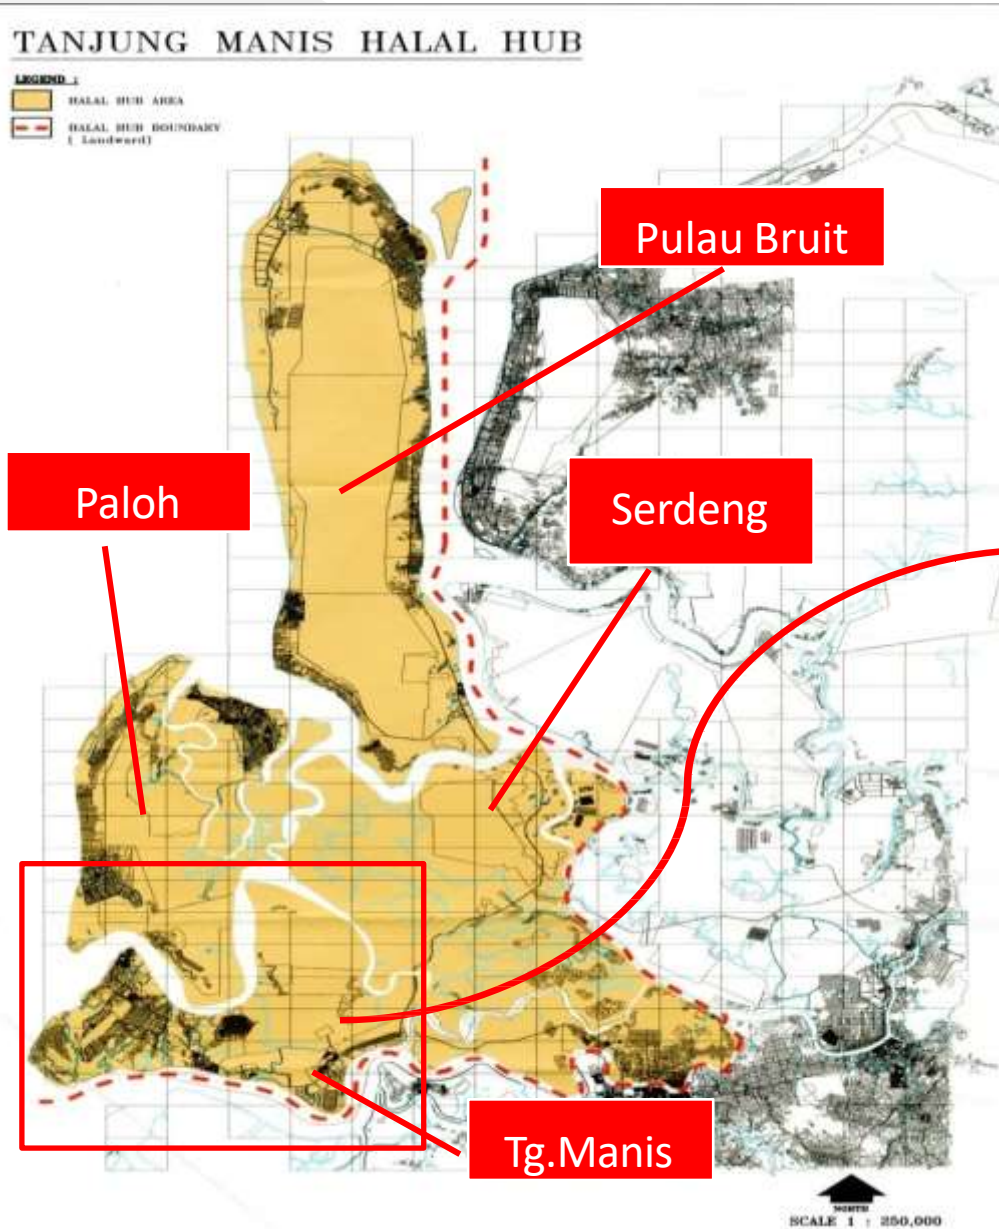 TANJUNG MANIS HALAL HUB
LEGEND :
HALAL HUB AREA
HALAL HUB BOUNDARY
( Landward)
Pulau Bruit
Paloh
Serdeng
Tg.Manis
NORTH
SCALE 1 : 250,000